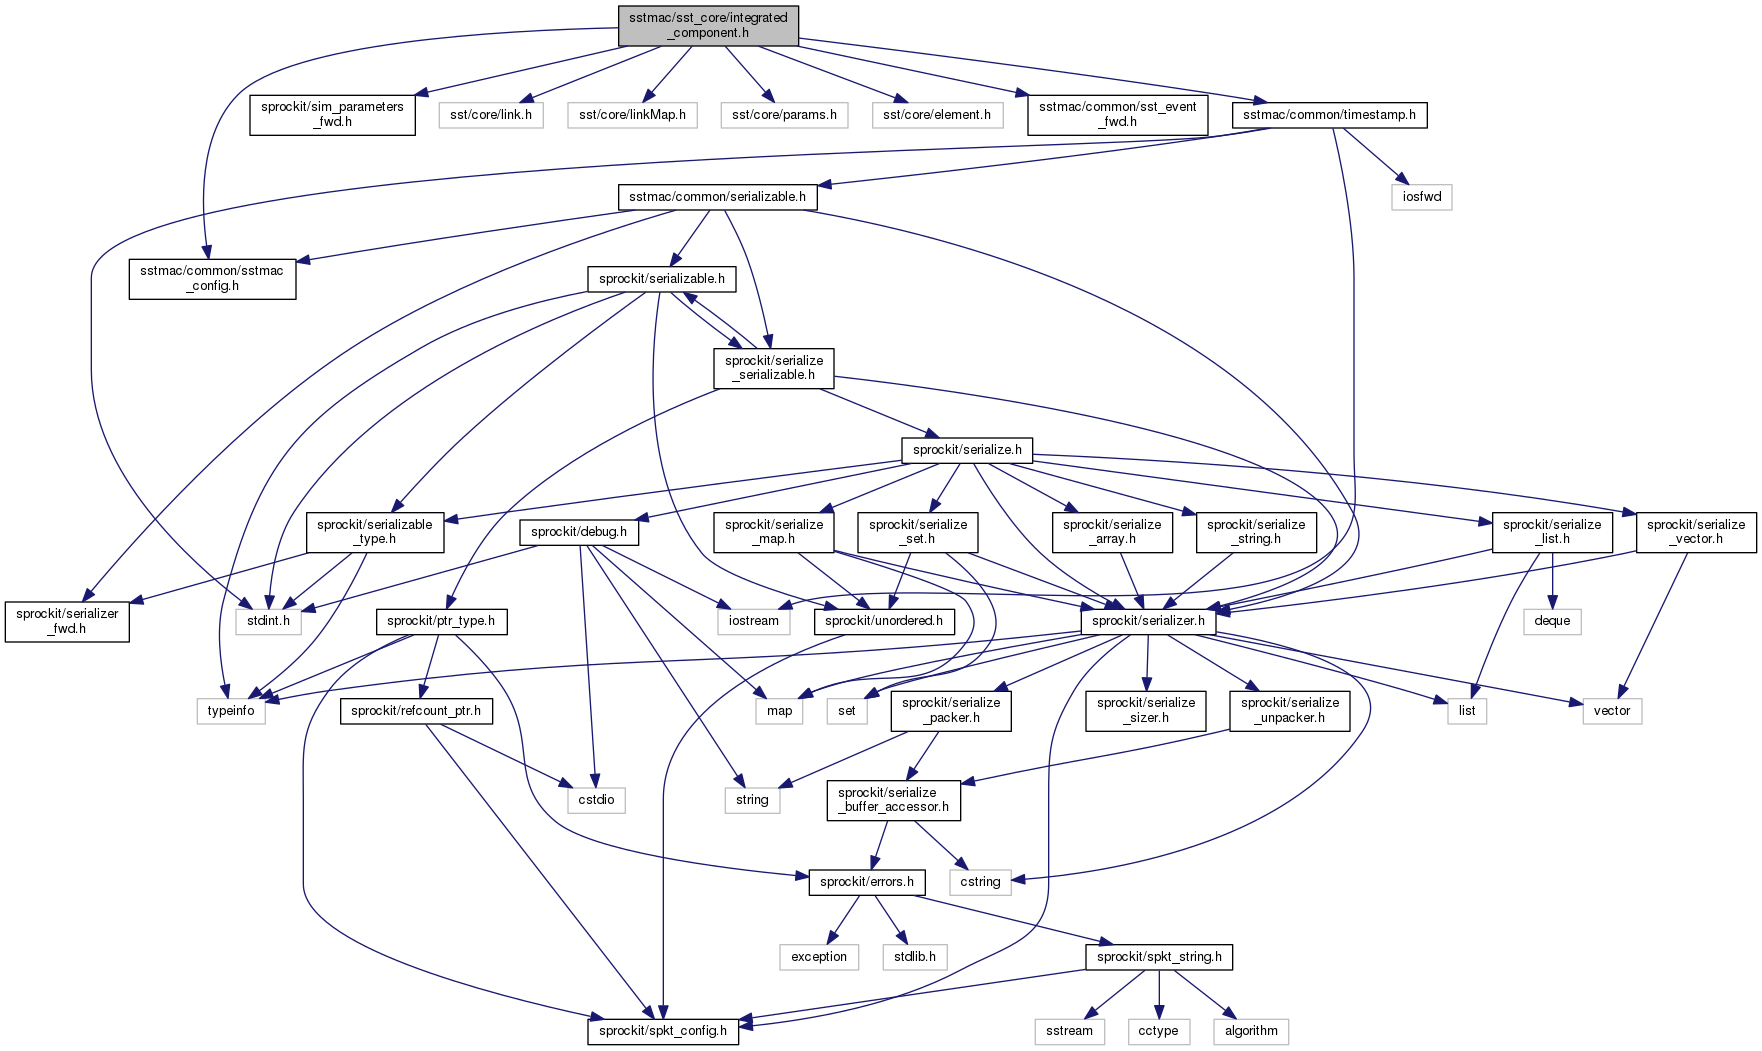 sstmac/sst_core/integrated
_component.h
sprockit/sim_parameters
_fwd.h
sst/core/link.h
sst/core/linkMap.h
sst/core/params.h
sst/core/element.h
sstmac/common/sst_event
_fwd.h
sstmac/common/timestamp.h
sstmac/common/serializable.h
iosfwd
sstmac/common/sstmac
_config.h
sprockit/serializable.h
sprockit/serialize
_serializable.h
sprockit/serialize.h
sprockit/serializable
_type.h
sprockit/debug.h
sprockit/serialize
_map.h
sprockit/serialize
_set.h
sprockit/serialize
_array.h
sprockit/serialize
_string.h
sprockit/serialize
_list.h
sprockit/serialize
_vector.h
sprockit/serializer
_fwd.h
stdint.h
sprockit/ptr_type.h
iostream
sprockit/unordered.h
sprockit/serializer.h
deque
typeinfo
sprockit/refcount_ptr.h
map
set
sprockit/serialize
_packer.h
sprockit/serialize
_sizer.h
sprockit/serialize
_unpacker.h
list
vector
cstdio
string
sprockit/serialize
_buffer_accessor.h
sprockit/errors.h
cstring
exception
stdlib.h
sprockit/spkt_string.h
sprockit/spkt_config.h
sstream
cctype
algorithm